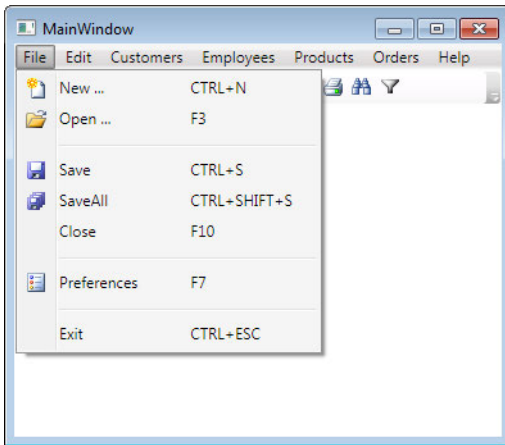 MainWindow
File Edit Customers Employees Products Orders Help
New ... CTRL+N
Open ... F3
Save CTRL+S
SaveAll CTRL+SHIFT+S
Close F10
Preferences F7
Exit CTRL+ESC